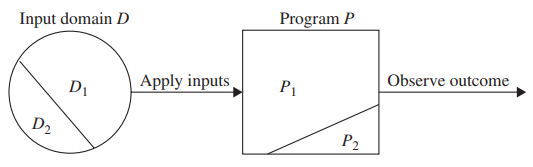 Input domain D
Program P
D₁
D₂
Apply inputs
P₁
P₂
Observe outcome